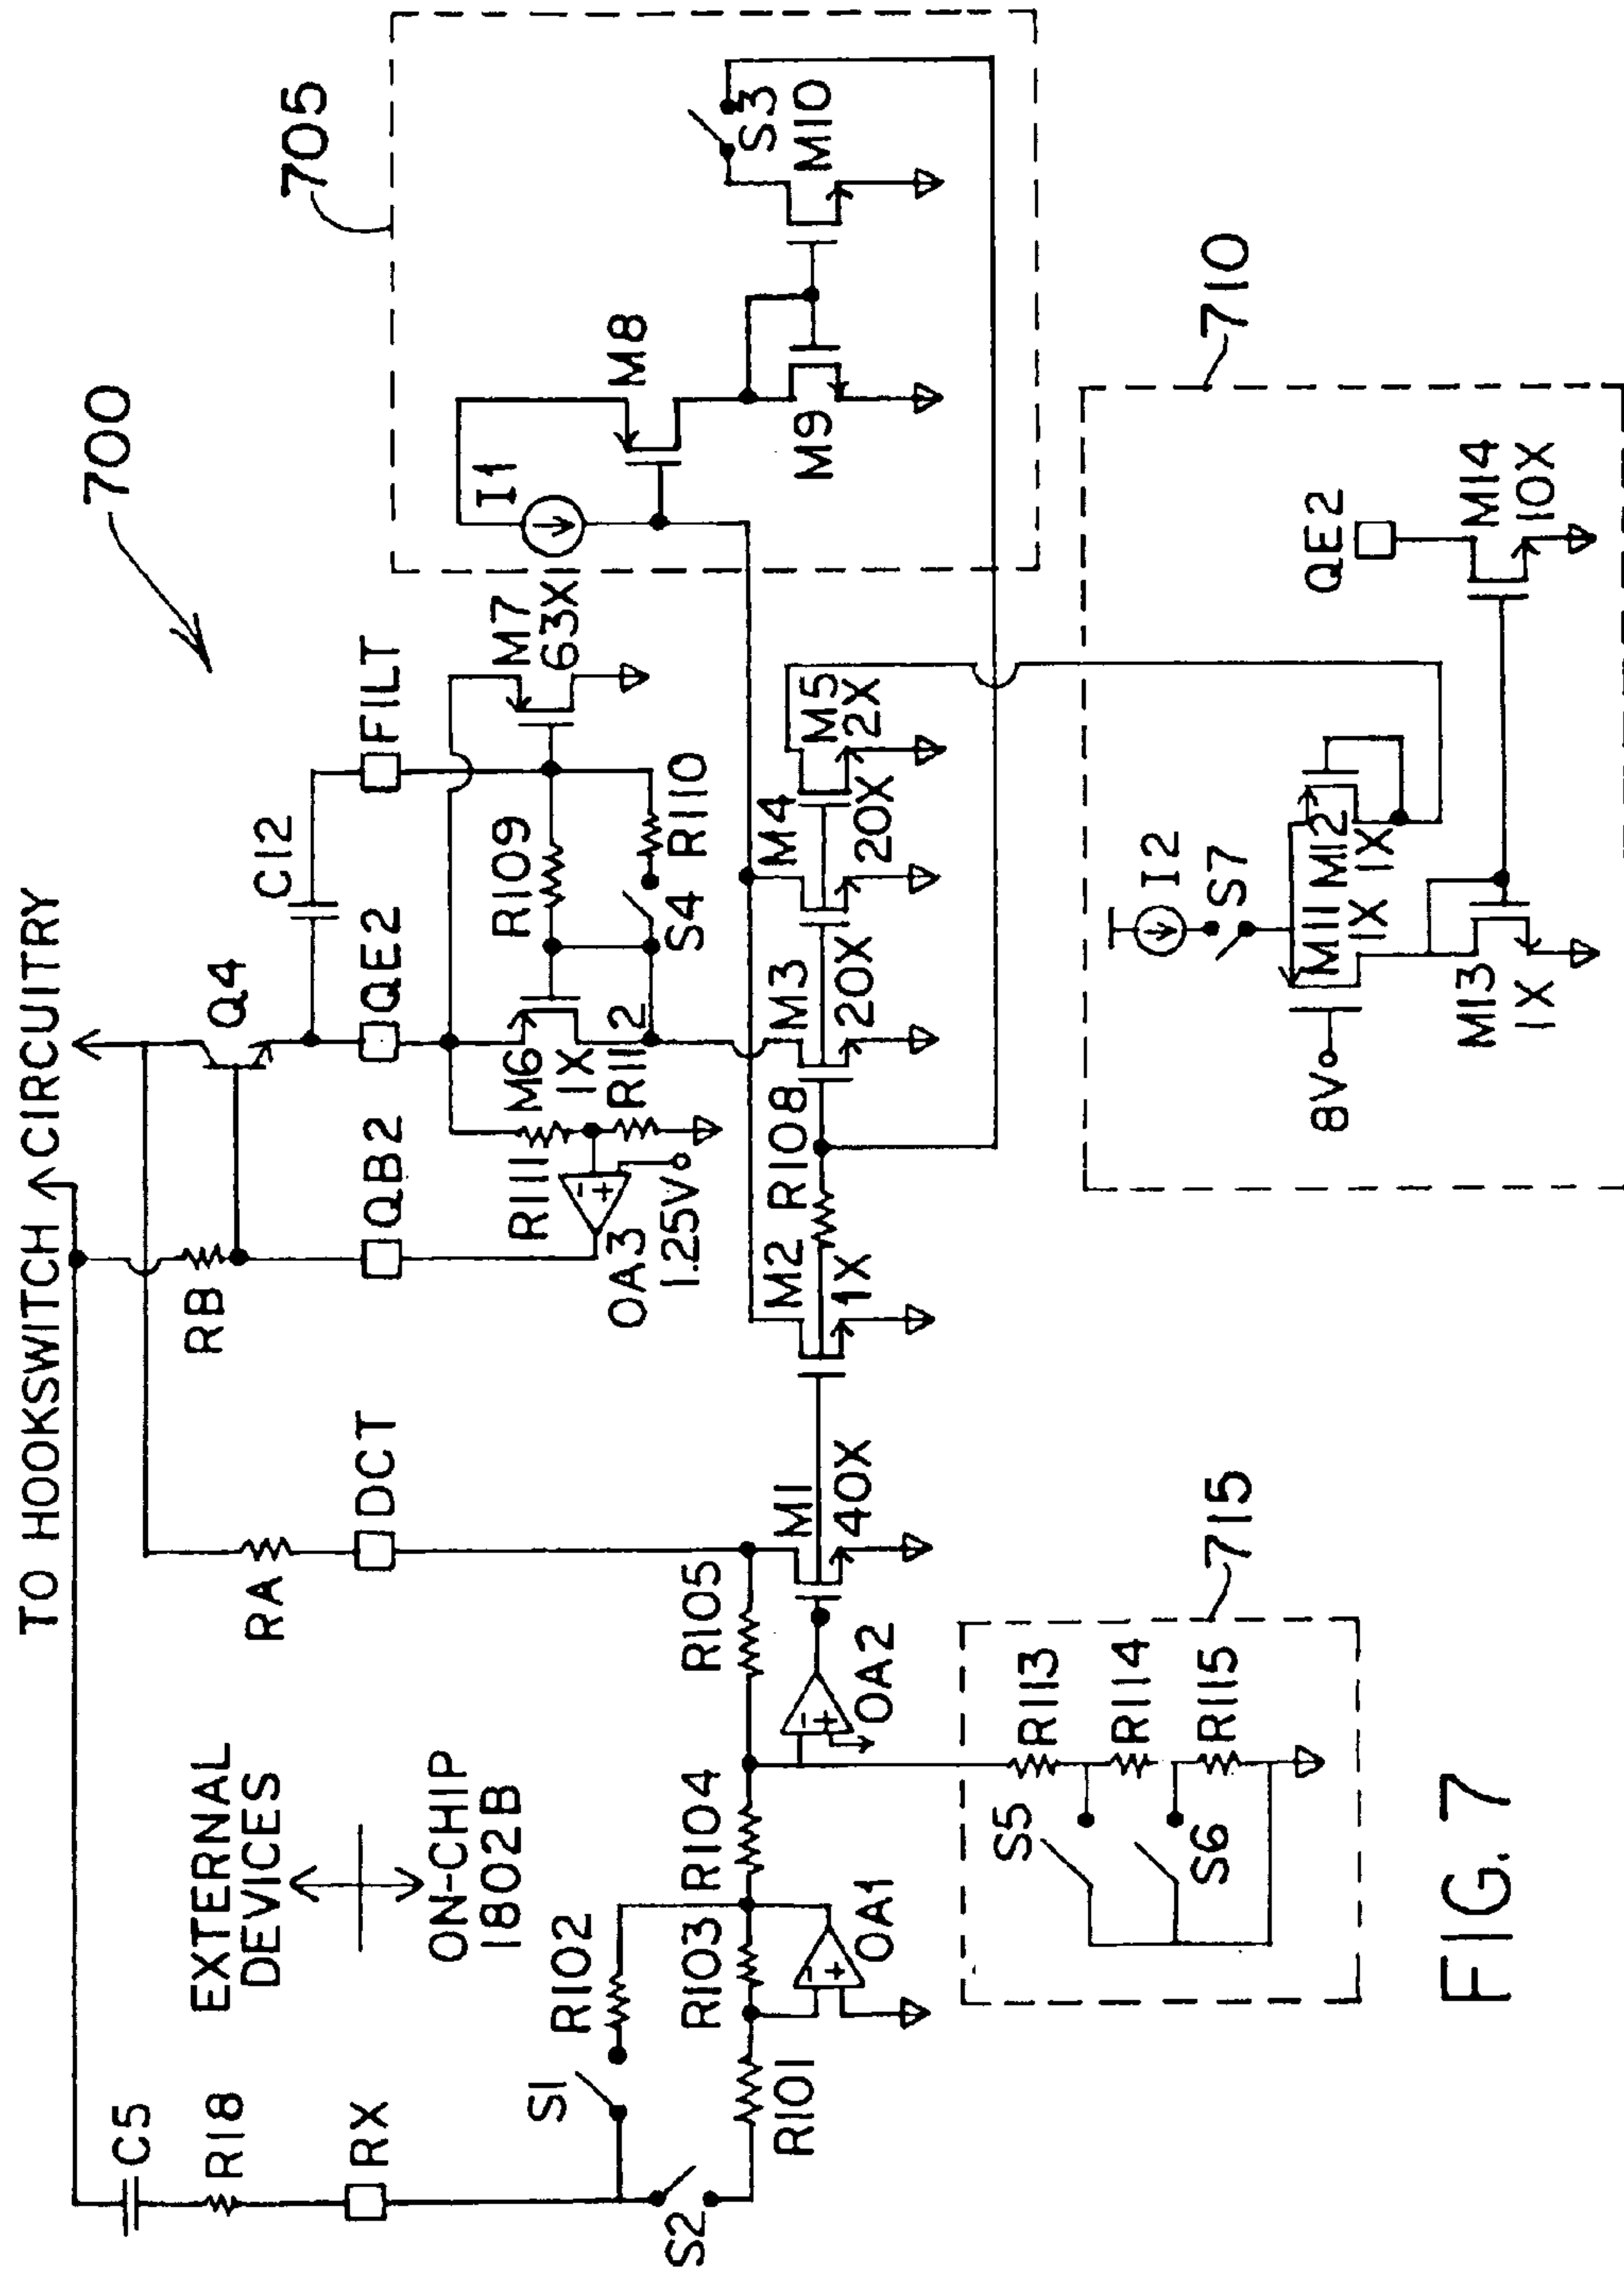 TO HOOKSWITCH CIRCUITRY
700
705
C5
R18
RX
EXTERNAL
DEVICES
ON-CHIP
1802B
RA
DCT
RB
QB2
Q4
QE2
C12
FILT
S1
R102
S2
R101
R103
OA1
R104
R105
OA2
- +
- +
M1
40X
M2
1X
R108
OA3
1.25V
- +
R111
R112
M6
1X
R109
S4
R110
M7
63X
M3
20X
M4
20X
M5
2X
I1
M8
M9
M10
S3
710
I2
S7
8V
M11
1X
M12
1X
M13
1X
QE2
M14
10X
715
S5
S6
R113
R114
R115
FIG. 7